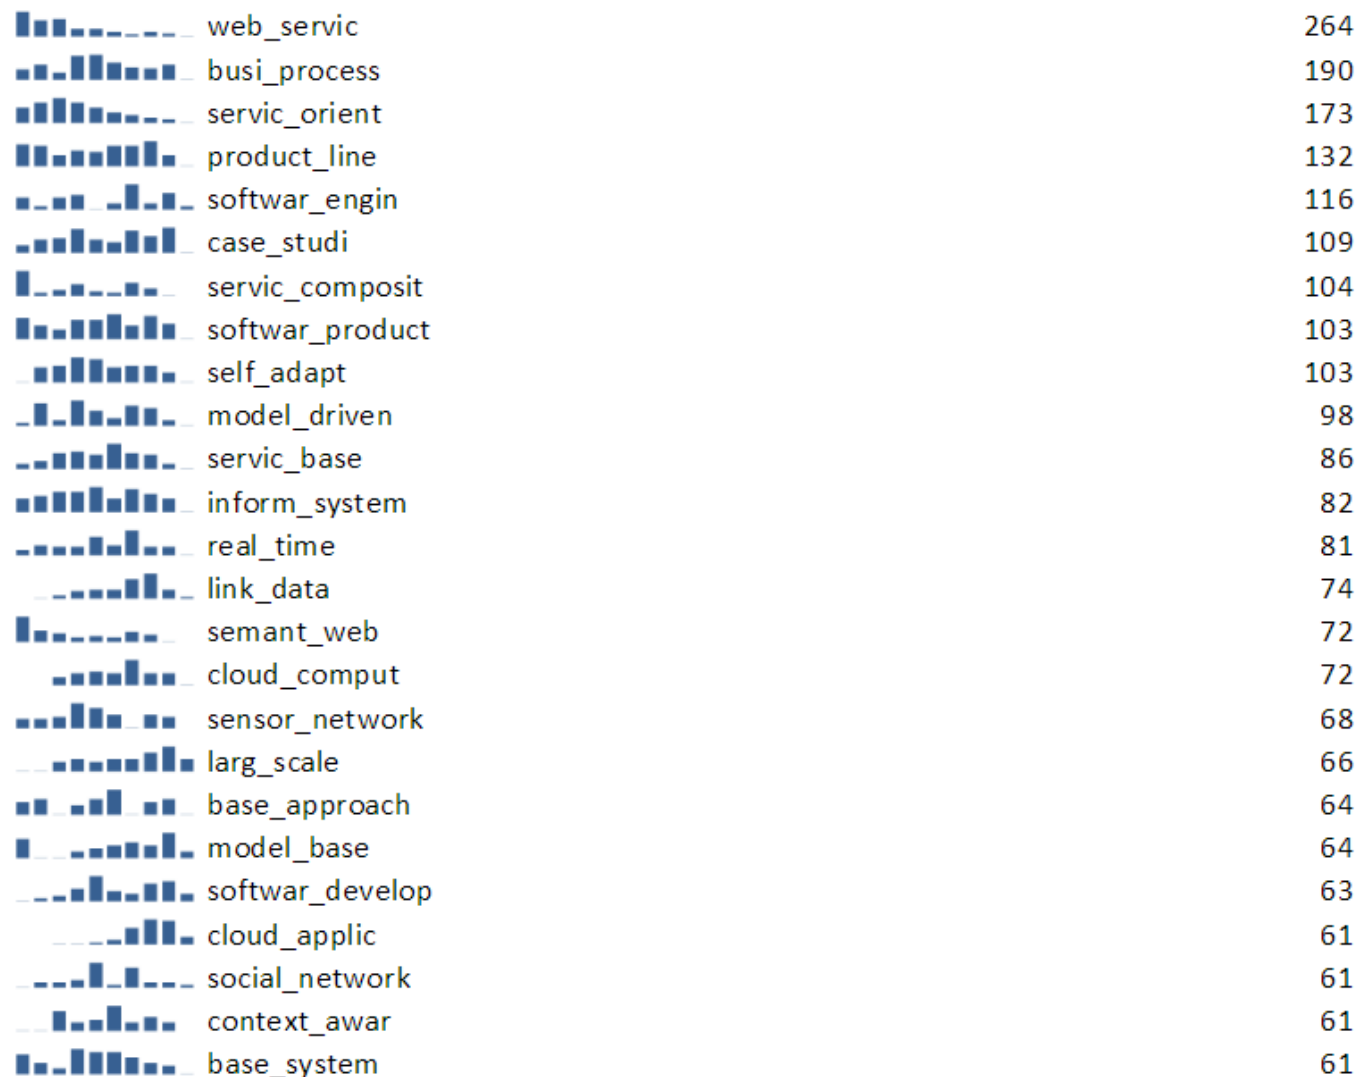 web_servic 264
busi_process 190
servic_orient 173
product_line 132
softwar_engin 116
case_studi 109
servic_composit 104
softwar_product 103
self_adapt 103
model_driven 98
servic_base 86
inform_system 82
real_time 81
link_data 74
semant_web 72
cloud_comput 72
sensor_network 68
larg_scale 66
base_approach 64
model_base 64
softwar_develop 63
cloud_applic 61
social_network 61
context_awar 61
base_system 61